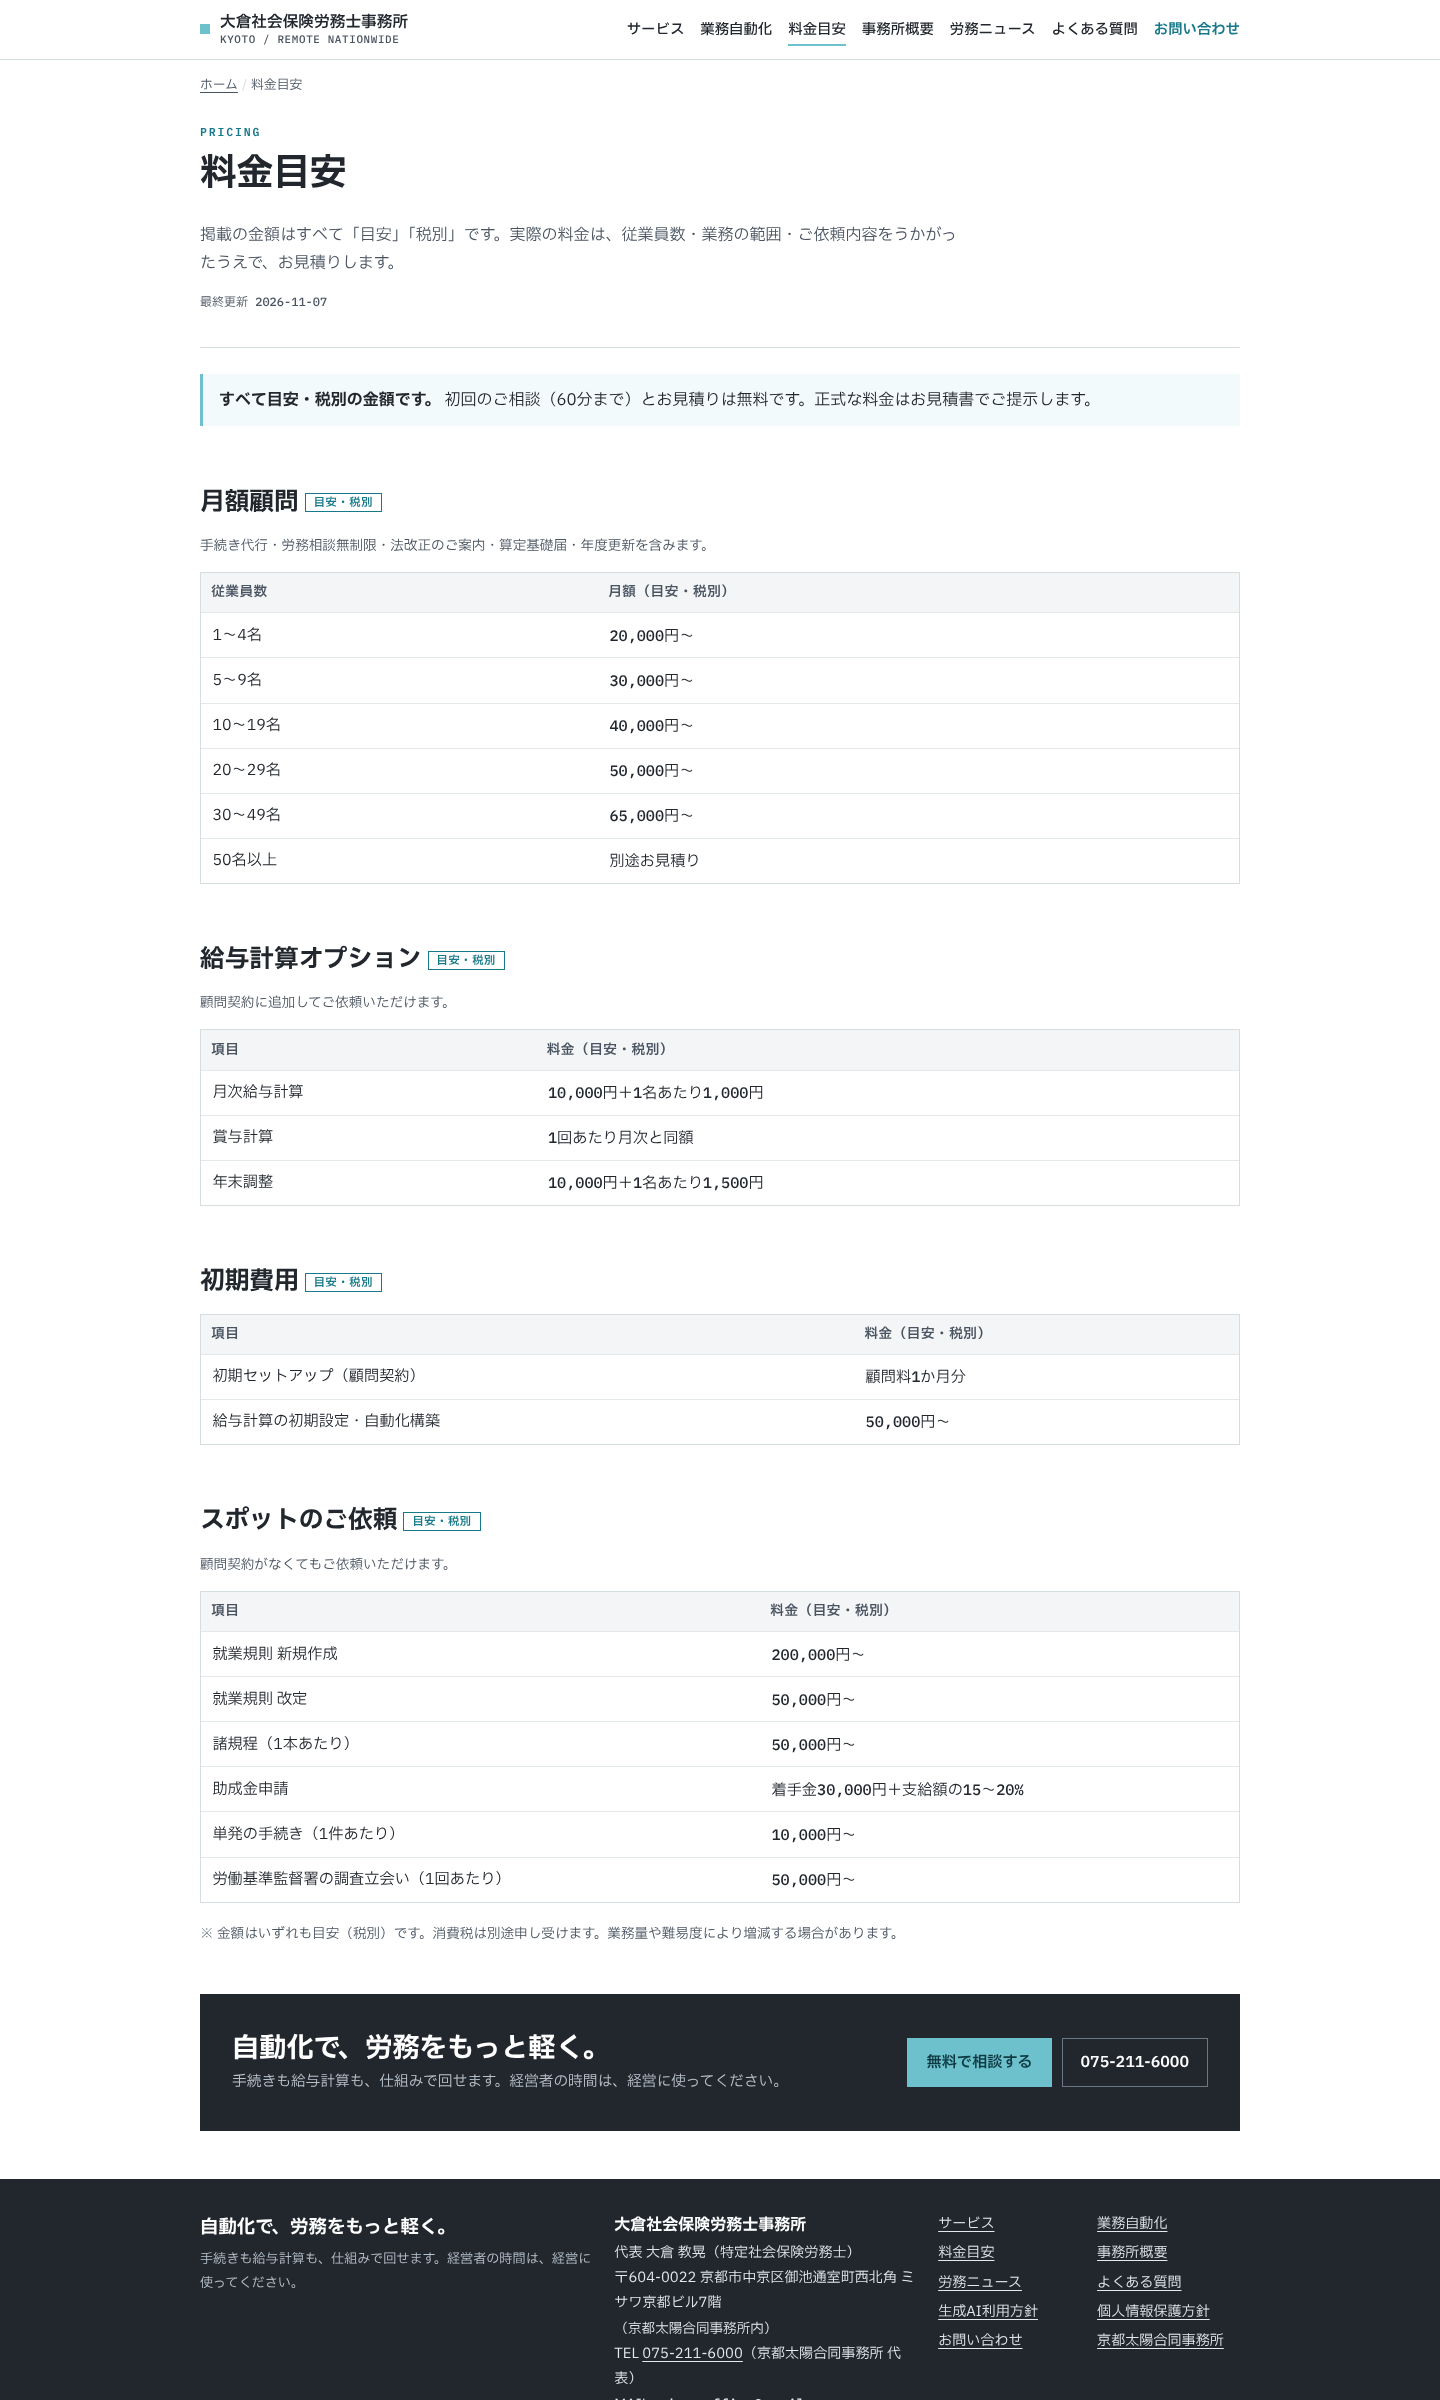 大倉社会保険労務士事務所
KYOTO / REMOTE NATIONWIDE
サービス 業務自動化 料金目安 事務所概要 労務ニュース よくある質問 お問い合わせ
ホーム / 料金目安
PRICING
料金目安
掲載の金額はすべて「目安」「税別」です。実際の料金は、従業員数・業務の範囲・ご依頼内容をうかがっ
たうえで、お見積りします。
最終更新 2026-11-07
すべて目安・税別の金額です。 初回のご相談（60分まで）とお見積りは無料です。正式な料金はお見積書でご提示します。
月額顧問 目安・税別
手続き代行・労務相談無制限・法改正のご案内・算定基礎届・年度更新を含みます。
従業員数 月額（目安・税別）
1〜4名 20,000円〜
5〜9名 30,000円〜
10〜19名 40,000円〜
20〜29名 50,000円〜
30〜49名 65,000円〜
50名以上 別途お見積り
給与計算オプション 目安・税別
顧問契約に追加してご依頼いただけます。
項目 料金（目安・税別）
月次給与計算 10,000円＋1名あたり1,000円
賞与計算 1回あたり月次と同額
年末調整 10,000円＋1名あたり1,500円
初期費用 目安・税別
項目 料金（目安・税別）
初期セットアップ（顧問契約） 顧問料1か月分
給与計算の初期設定・自動化構築 50,000円〜
スポットのご依頼 目安・税別
顧問契約がなくてもご依頼いただけます。
項目 料金（目安・税別）
就業規則 新規作成 200,000円〜
就業規則 改定 50,000円〜
諸規程（1本あたり） 50,000円〜
助成金申請 着手金30,000円＋支給額の15〜20%
単発の手続き（1件あたり） 10,000円〜
労働基準監督署の調査立会い（1回あたり） 50,000円〜
※ 金額はいずれも目安（税別）です。消費税は別途申し受けます。業務量や難易度により増減する場合があります。
自動化で、労務をもっと軽く。
手続きも給与計算も、仕組みで回せます。経営者の時間は、経営に使ってください。
無料で相談する 075-211-6000
自動化で、労務をもっと軽く。
手続きも給与計算も、仕組みで回せます。経営者の時間は、経営に
使ってください。
大倉社会保険労務士事務所
代表 大倉 教晃（特定社会保険労務士）
〒604-0022 京都市中京区御池通室町西北角 ミ
サワ京都ビル7階
（京都太陽合同事務所内）
TEL 075-211-6000（京都太陽合同事務所 代
表）
サービス 業務自動化
料金目安 事務所概要
労務ニュース よくある質問
生成AI利用方針 個人情報保護方針
お問い合わせ 京都太陽合同事務所